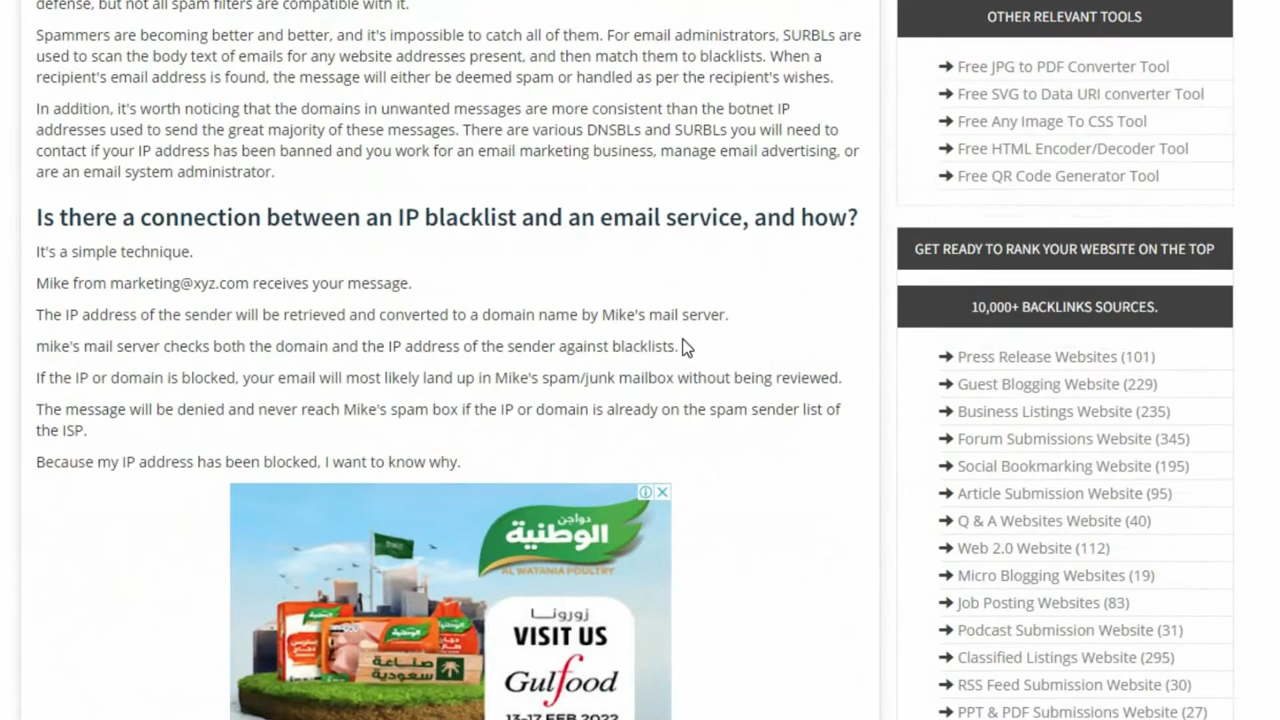 defense, but not all spam filters are compatible with it.
Spammers are becoming better and better, and it's impossible to catch all of them. For email administrators, SURBLs are
used to scan the body text of emails for any website addresses present, and then match them to blacklists. When a
recipient's email address is found, the message will either be deemed spam or handled as per the recipient's wishes.
In addition, it's worth noticing that the domains in unwanted messages are more consistent than the botnet IP
addresses used to send the great majority of these messages. There are various DNSBLs and SURBLs you will need to
contact if your IP address has been banned and you work for an email marketing business, manage email advertising, or
are an email system administrator.
Is there a connection between an IP blacklist and an email service, and how?
It's a simple technique.
Mike from marketing@xyz.com receives your message.
The IP address of the sender will be retrieved and converted to a domain name by Mike's mail server.
mike's mail server checks both the domain and the IP address of the sender against blacklists.
If the IP or domain is blocked, your email will most likely land up in Mike's spam/junk mailbox without being reviewed.
The message will be denied and never reach Mike's spam box if the IP or domain is already on the spam sender list of
the ISP.
Because my IP address has been blocked, I want to know why.
دواجن
الوطنية
AL WATANIA POULTRY
زورونا
VISIT US
Gulfood
13-17 FEB 2022
صناعة
سعودية
OTHER RELEVANT TOOLS
Free JPG to PDF Converter Tool
Free SVG to Data URI converter Tool
Free Any Image To CSS Tool
Free HTML Encoder/Decoder Tool
Free QR Code Generator Tool
GET READY TO RANK YOUR WEBSITE ON THE TOP
10,000+ BACKLINKS SOURCES.
Press Release Websites (101)
Guest Blogging Website (229)
Business Listings Website (235)
Forum Submissions Website (345)
Social Bookmarking Website (195)
Article Submission Website (95)
Q & A Websites Website (40)
Web 2.0 Website (112)
Micro Blogging Websites (19)
Job Posting Websites (83)
Podcast Submission Website (31)
Classified Listings Website (295)
RSS Feed Submission Website (30)
PPT & PDF Submissions Website (27)